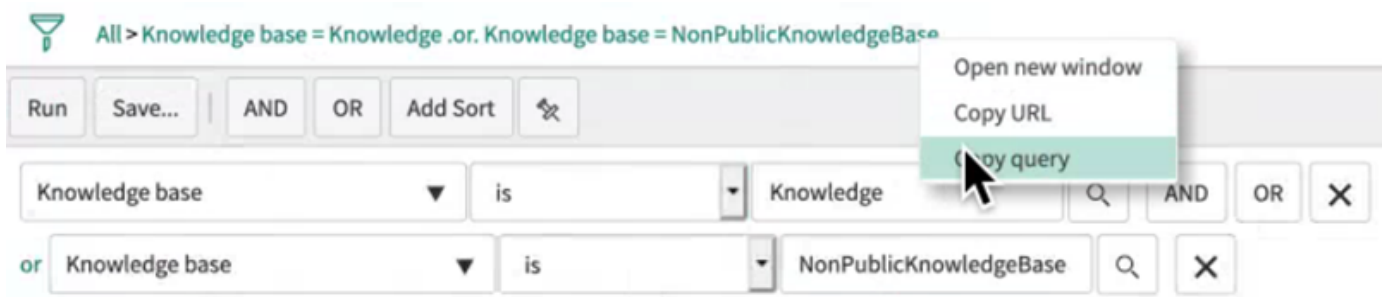 All > Knowledge base = Knowledge .or. Knowledge base = NonPublicKnowledgeBase
Open new window
Copy URL
Copy query
Run Save... AND OR Add Sort
Knowledge base is Knowledge AND OR
or Knowledge base is NonPublicKnowledgeBase